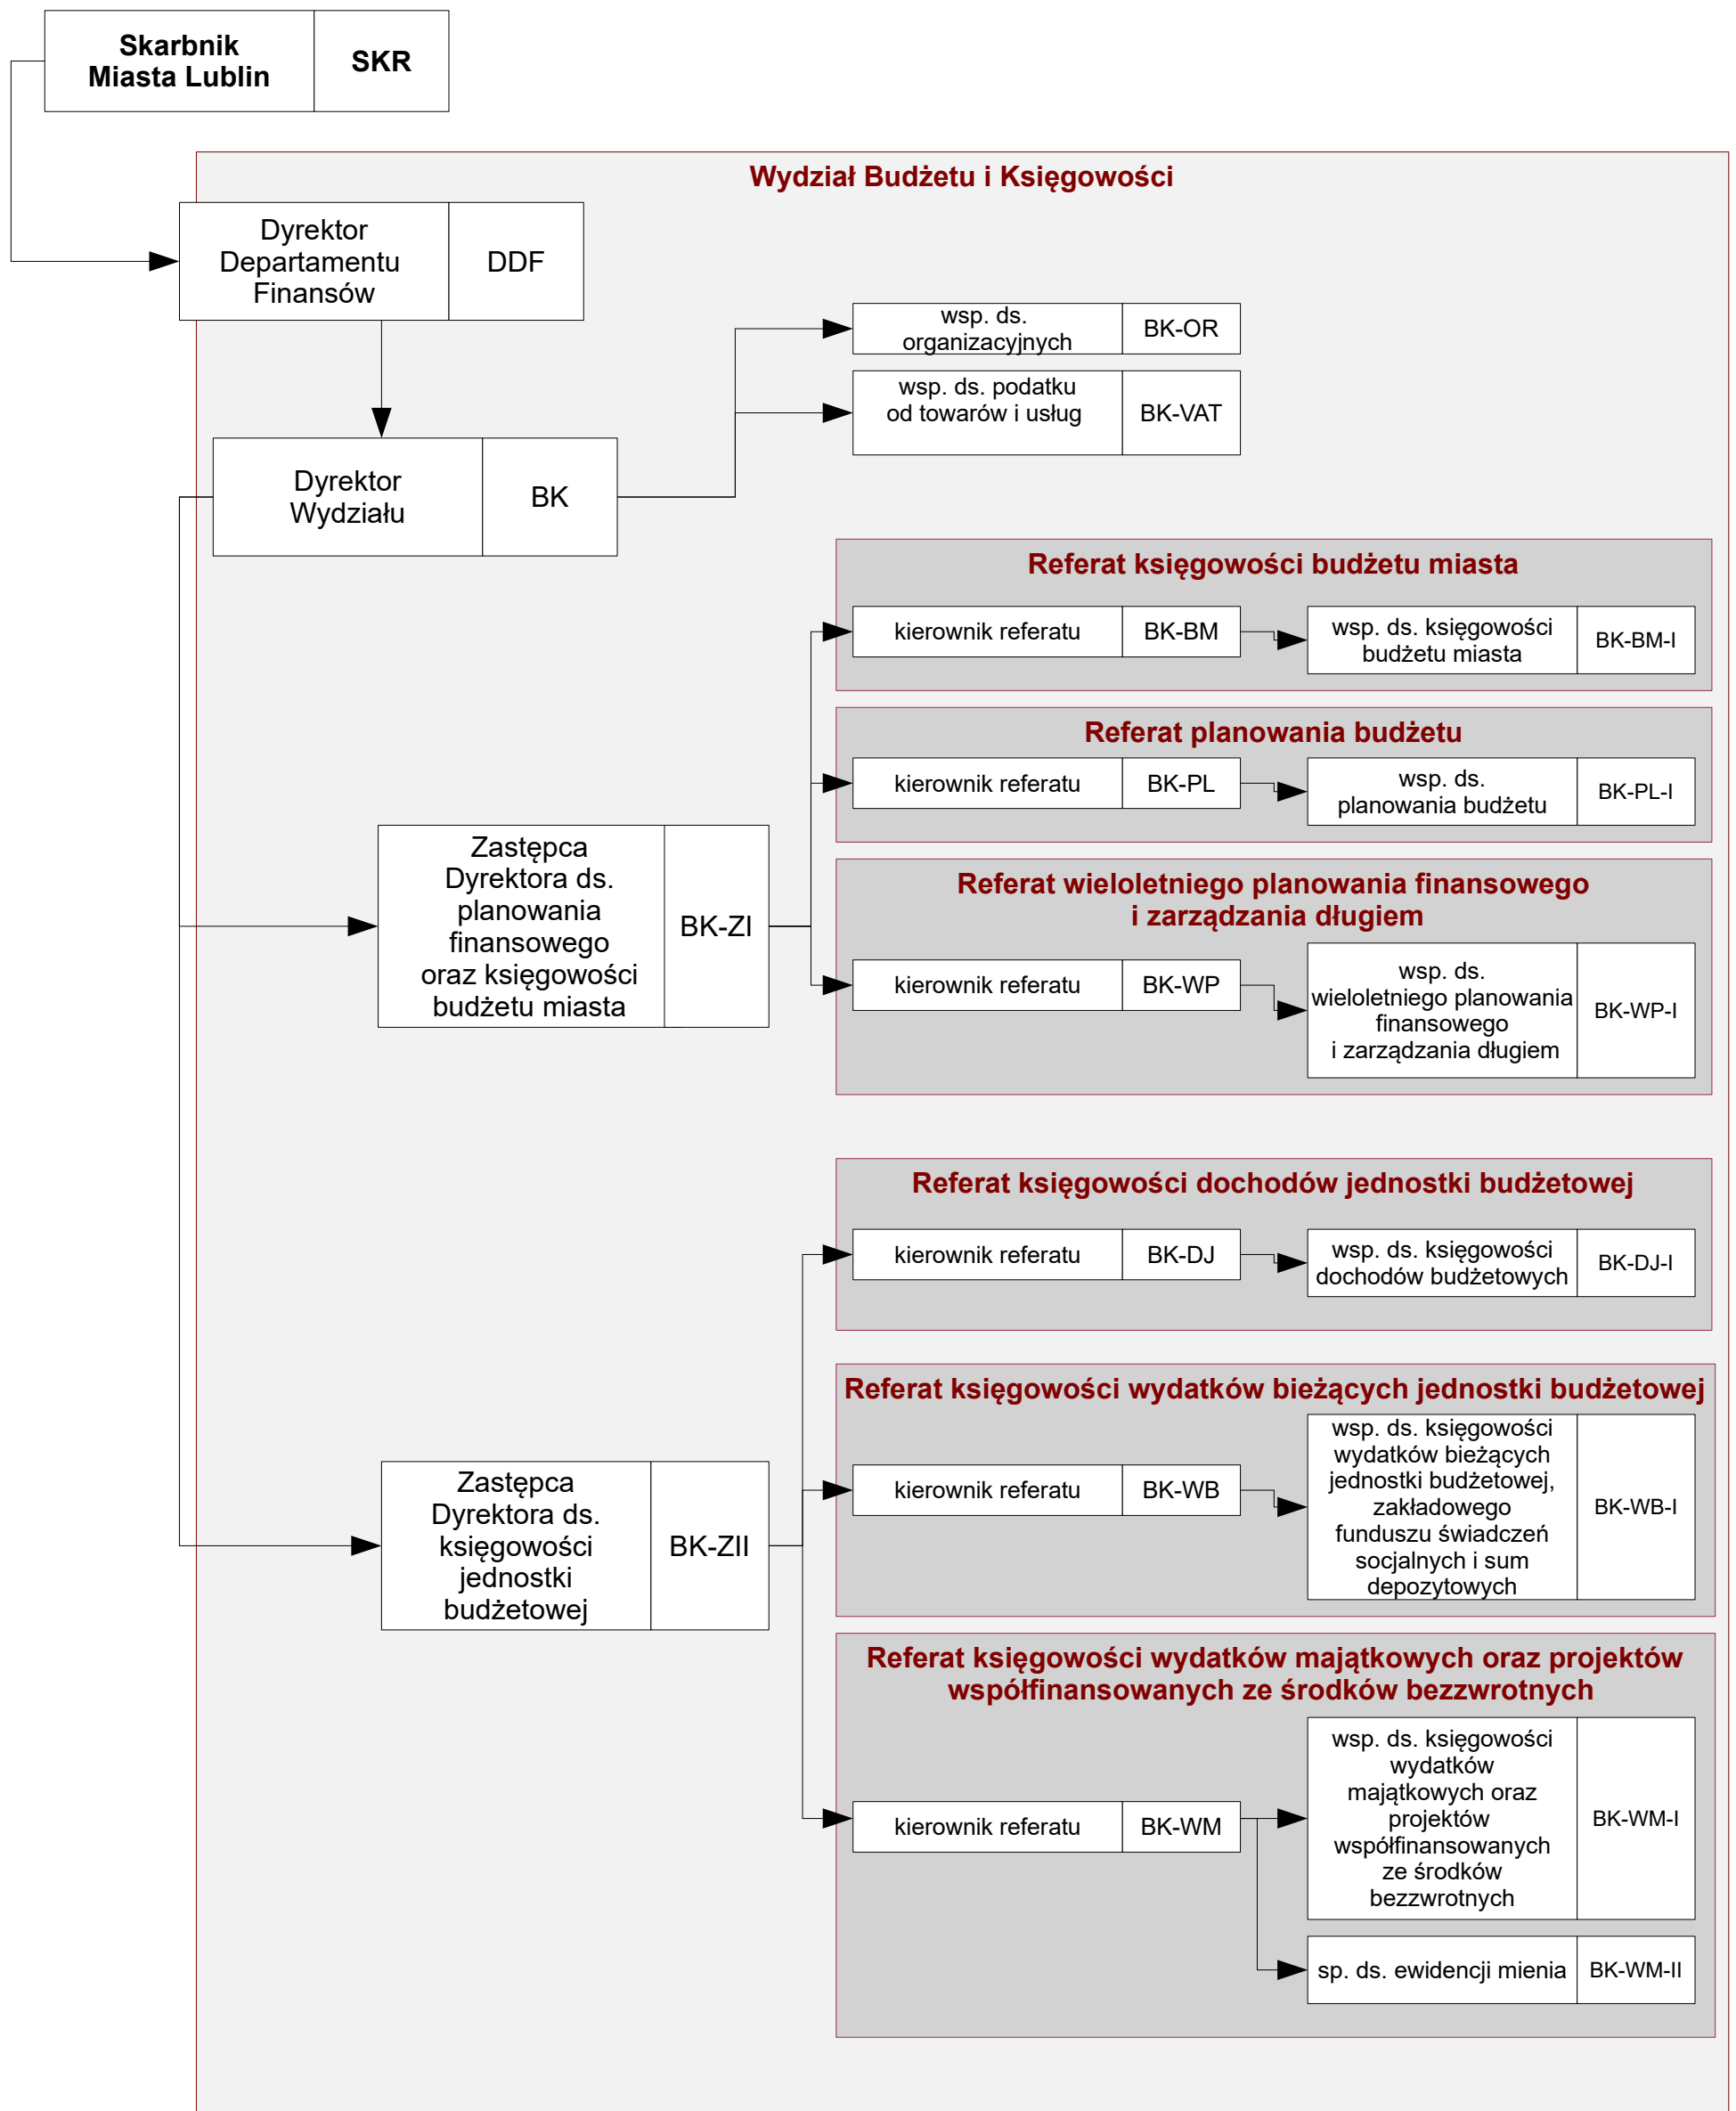 Skarbnik
Miasta Lublin
SKR
Wydział Budżetu i Księgowości
Dyrektor
Departamentu
Finansów
DDF
wsp. ds.
organizacyjnych
BK-OR
wsp. ds. podatku
od towarów i usług
BK-VAT
Dyrektor
Wydziału
BK
Referat księgowości budżetu miasta
kierownik referatu
BK-BM
wsp. ds. księgowości
budżetu miasta
BK-BM-I
Referat planowania budżetu
kierownik referatu
BK-PL
wsp. ds.
planowania budżetu
BK-PL-I
Zastępca
Dyrektora ds.
planowania
finansowego
oraz księgowości
budżetu miasta
BK-ZI
Referat wieloletniego planowania finansowego
i zarządzania długiem
kierownik referatu
BK-WP
wsp. ds.
wieloletniego planowania
finansowego
i zarządzania długiem
BK-WP-I
Referat księgowości dochodów jednostki budżetowej
kierownik referatu
BK-DJ
wsp. ds. księgowości
dochodów budżetowych
BK-DJ-I
Referat księgowości wydatków bieżących jednostki budżetowej
kierownik referatu
BK-WB
wsp. ds. księgowości
wydatków bieżących
jednostki budżetowej,
zakładowego
funduszu świadczeń
socjalnych i sum
depozytowych
BK-WB-I
Zastępca
Dyrektora ds.
księgowości
jednostki
budżetowej
BK-ZII
Referat księgowości wydatków majątkowych oraz projektów
współfinansowanych ze środków bezzwrotnych
kierownik referatu
BK-WM
wsp. ds. księgowości
wydatków
majątkowych oraz
projektów
współfinansowanych
ze środków
bezzwrotnych
BK-WM-I
sp. ds. ewidencji mienia
BK-WM-II